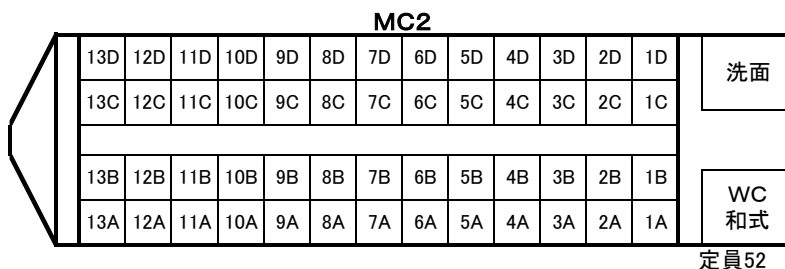 MC2
13D 12D 11D 10D 9D 8D 7D 6D 5D 4D 3D 2D 1D
洗面
13C 12C 11C 10C 9C 8C 7C 6C 5C 4C 3C 2C 1C
13B 12B 11B 10B 9B 8B 7B 6B 5B 4B 3B 2B 1B
WC
和式
13A 12A 11A 10A 9A 8A 7A 6A 5A 4A 3A 2A 1A
定員52